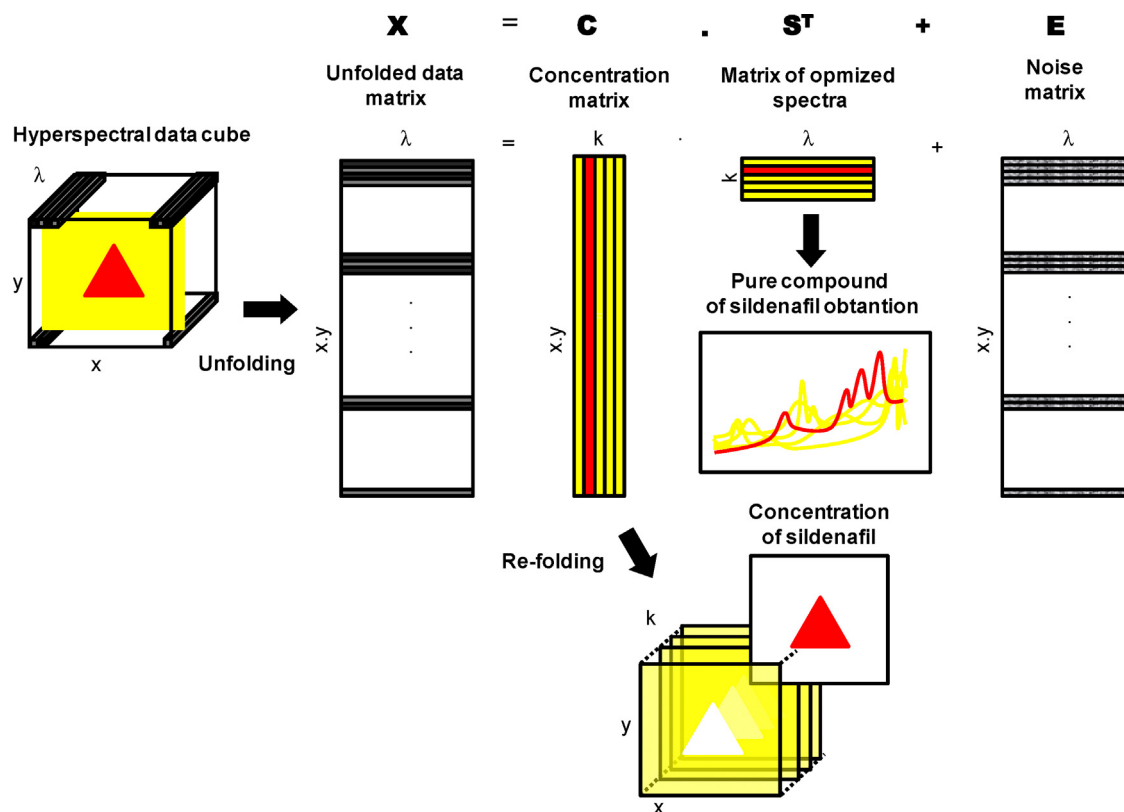 X = C . Sᵀ + E
Unfolded data
matrix
Concentration
matrix
Matrix of opmized
spectra
Noise
matrix
Hyperspectral data cube
λ = k . λ + λ
λ
y
x
Unfolding
x.y
x.y
k
x.y
Pure compound
of sildenafil obtantion
Concentration
of sildenafil
Re-folding
k
y
x